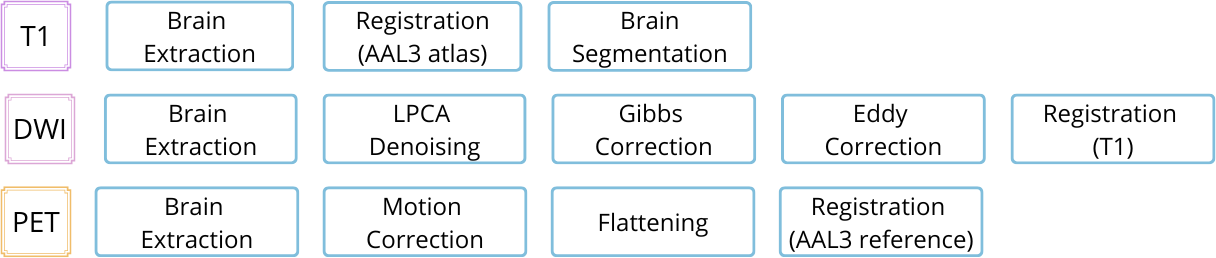 T1
Brain
Extraction
Registration
(AAL3 atlas)
Brain
Segmentation
DWI
Brain
Extraction
LPCA
Denoising
Gibbs
Correction
Eddy
Correction
Registration
(T1)
PET
Brain
Extraction
Motion
Correction
Flattening
Registration
(AAL3 reference)